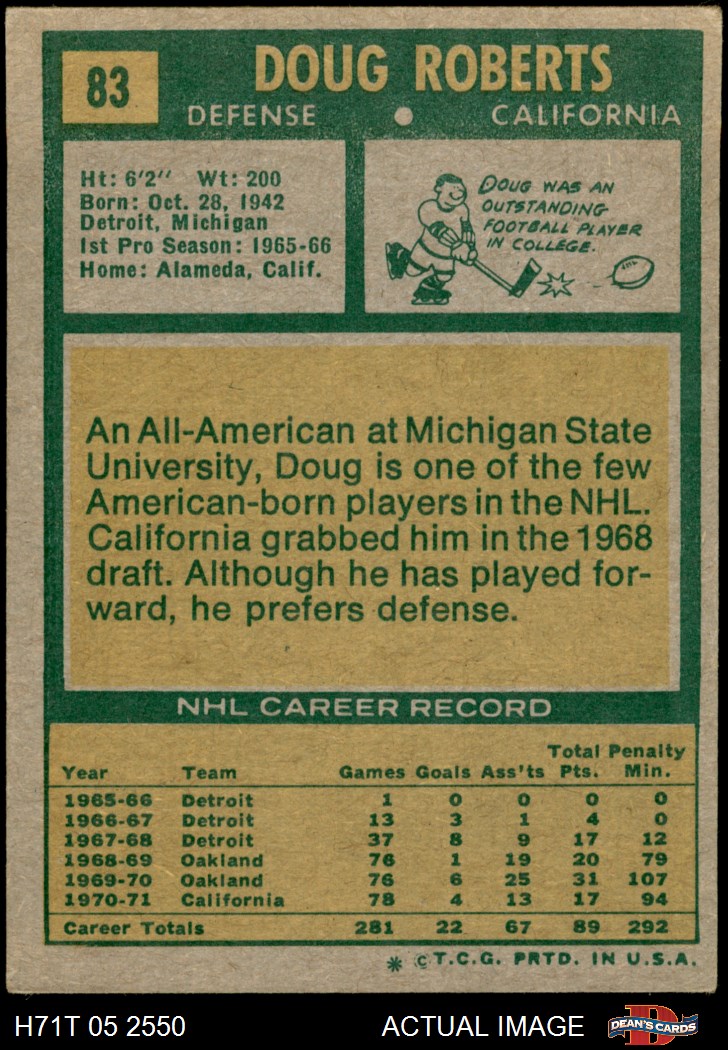 83
DOUG ROBERTS
DEFENSE • CALIFORNIA
Ht: 6'2" Wt: 200
Born: Oct. 28, 1942
Detroit, Michigan
1st Pro Season: 1965-66
Home: Alameda, Calif.
DOUG WAS AN
OUTSTANDING
FOOTBALL PLAYER
IN COLLEGE.
An All-American at Michigan State
University, Doug is one of the few
American-born players in the NHL.
California grabbed him in the 1968
draft. Although he has played for-
ward, he prefers defense.
NHL CAREER RECORD
Total Penalty
Year Team Games Goals Ass'ts Pts. Min.
1965-66 Detroit 1 0 0 0 0
1966-67 Detroit 13 3 1 4 0
1967-68 Detroit 37 8 9 17 12
1968-69 Oakland 76 1 19 20 79
1969-70 Oakland 76 6 25 31 107
1970-71 California 78 4 13 17 94
Career Totals 281 22 67 89 292
* © T.C.G. PRTD. IN U.S.A.
H71T 05 2550 ACTUAL IMAGE DEAN'S CARDS